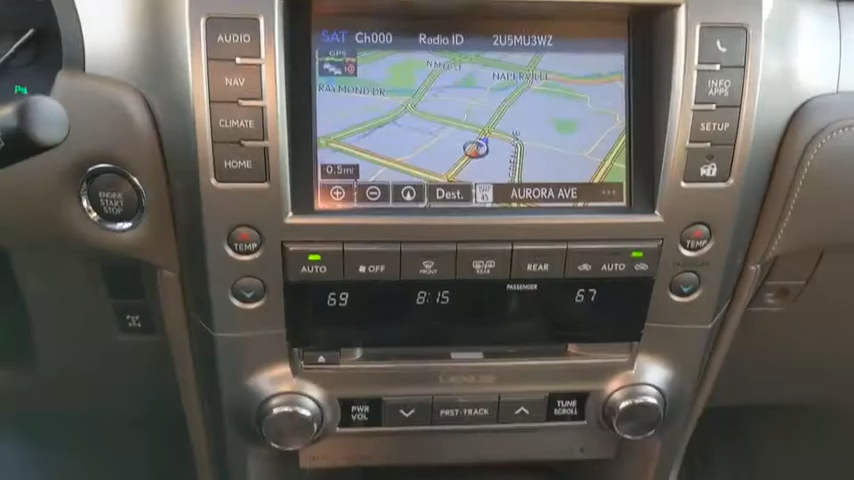 AUDIO
NAV
CLIMATE
HOME
SAT Ch000 Radio ID 2U5MU3WZ
GPS
RAYMOND DR
NAPERVILLE
0.5mi
Dest.
45
AURORA AVE
INFO
APPS
SETUP
P
ENGINE
START
STOP
TEMP
TEMP
AUTO
OFF
FRONT
REAR
REAR
AUTO
PASSENGER
69
8:15
67
LEXUS
PWR
VOL
PRST-TRACK
TUNE
SCROLL